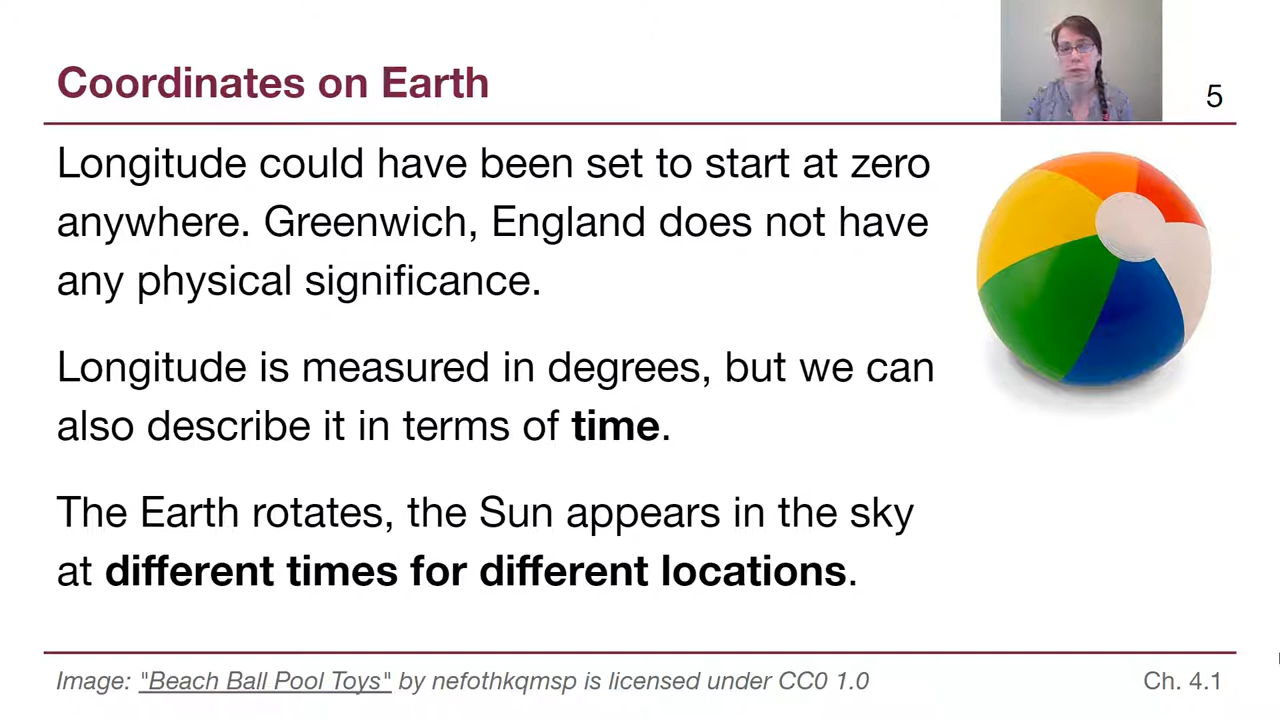 Coordinates on Earth
5
Longitude could have been set to start at zero
anywhere. Greenwich, England does not have
any physical significance.
Longitude is measured in degrees, but we can
also describe it in terms of time.
The Earth rotates, the Sun appears in the sky
at different times for different locations.
Image: "Beach Ball Pool Toys" by nefothkqmsp is licensed under CC0 1.0
Ch. 4.1